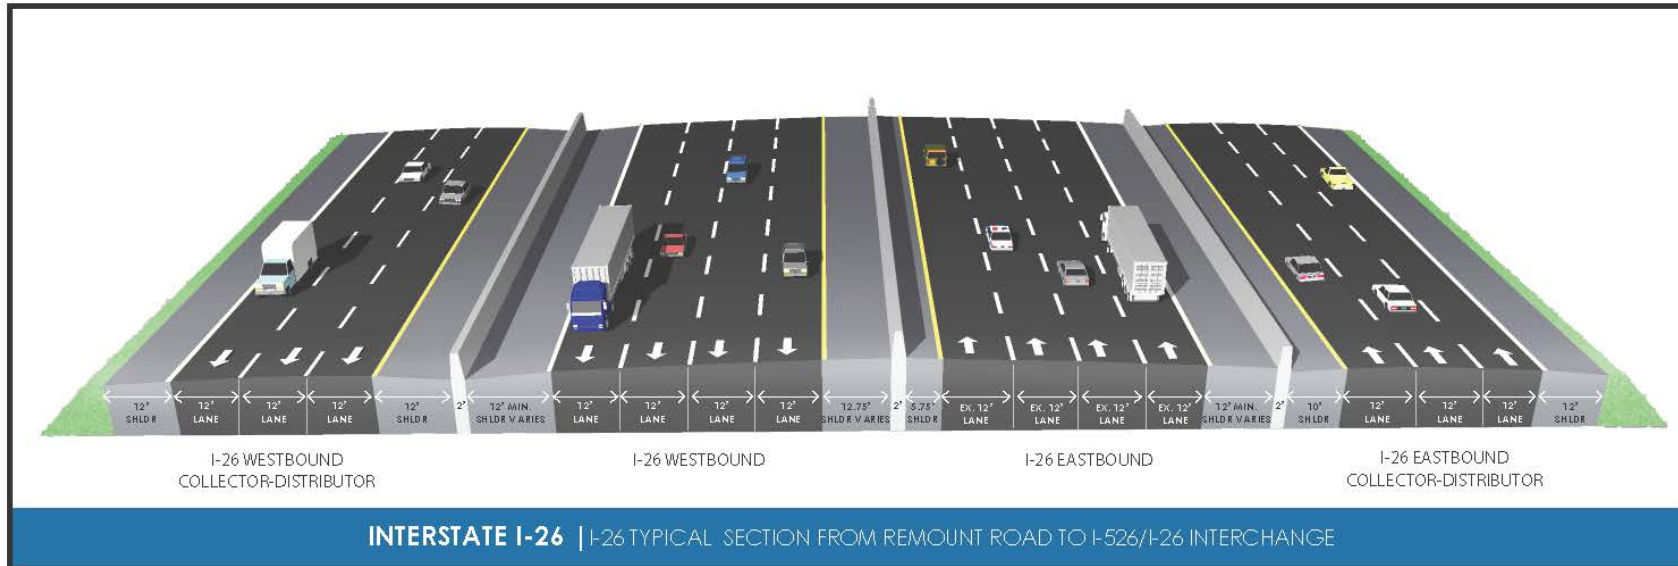 12' 12' 12' 12' 12' 2' 12' MIN. 12' 12' 12' 12' 12.75' 2' 5.75' EX. 12' EX. 12' EX. 12' EX. 12' 12' MIN. 2' 10' 12' 12' 12' 12'
SHLDR LANE LANE LANE SHLDR SHLDR VARIES LANE LANE LANE LANE SHLDR VARIES SHLDR LANE LANE LANE LANE SHLDR VARIES SHLDR LANE LANE LANE SHLDR
I-26 WESTBOUND
COLLECTOR-DISTRIBUTOR
I-26 WESTBOUND
I-26 EASTBOUND
I-26 EASTBOUND
COLLECTOR-DISTRIBUTOR
INTERSTATE I-26 | I-26 TYPICAL SECTION FROM REMOUNT ROAD TO I-526/I-26 INTERCHANGE